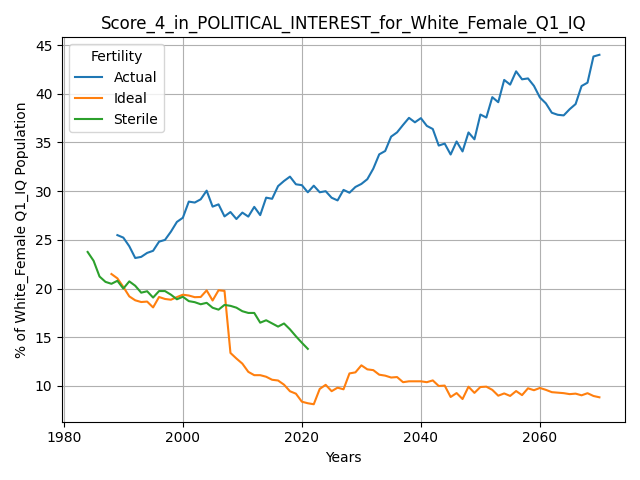 Score_4_in_POLITICAL_INTEREST_for_White_Female_Q1_IQ
Fertility
Actual
Ideal
Sterile
% of White_Female Q1_IQ Population
45
40
35
30
25
20
15
10
1980
2000
2020
2040
2060
Years